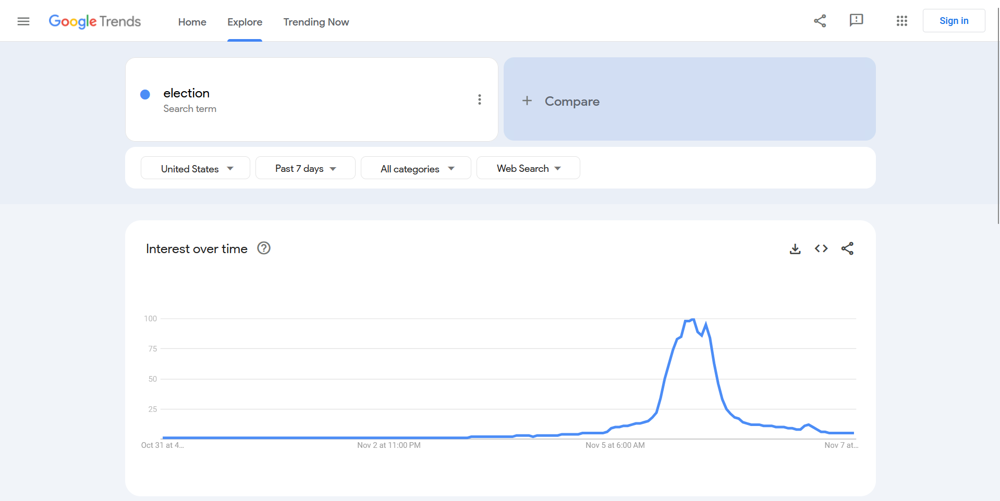 Google Trends
Home
Explore
Trending Now
Sign in
election
Search term
+ Compare
United States
Past 7 days
All categories
Web Search
Interest over time
100
75
50
25
Oct 31 at 4...
Nov 2 at 11:00 PM
Nov 5 at 6:00 AM
Nov 7 at...